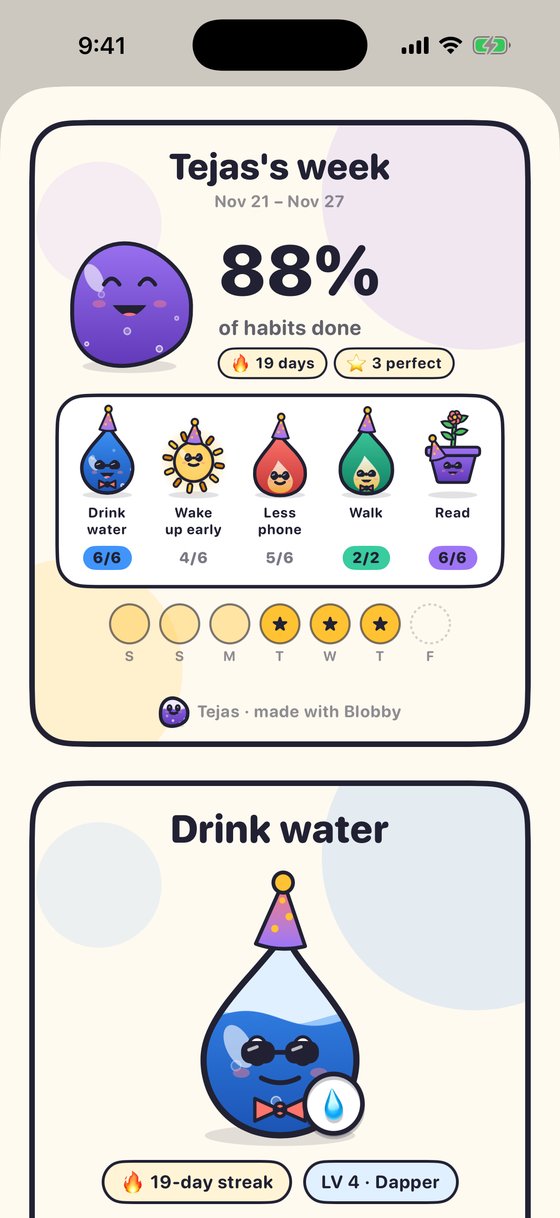 9:41
Tejas's week
Nov 21 – Nov 27
88%
of habits done
🔥 19 days ⭐ 3 perfect
Drink water
Wake up early
Less phone
Walk
Read
6/6 4/6 5/6 2/2 6/6
S S M T W T F
Tejas · made with Blobby
Drink water
🔥 19-day streak
LV 4 · Dapper